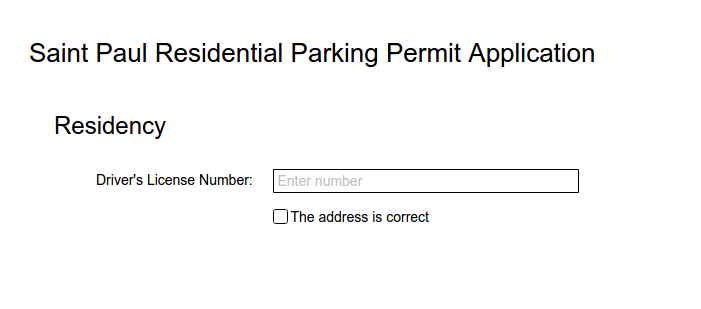 Saint Paul Residential Parking Permit Application
Residency
Driver's License Number: Enter number
The address is correct